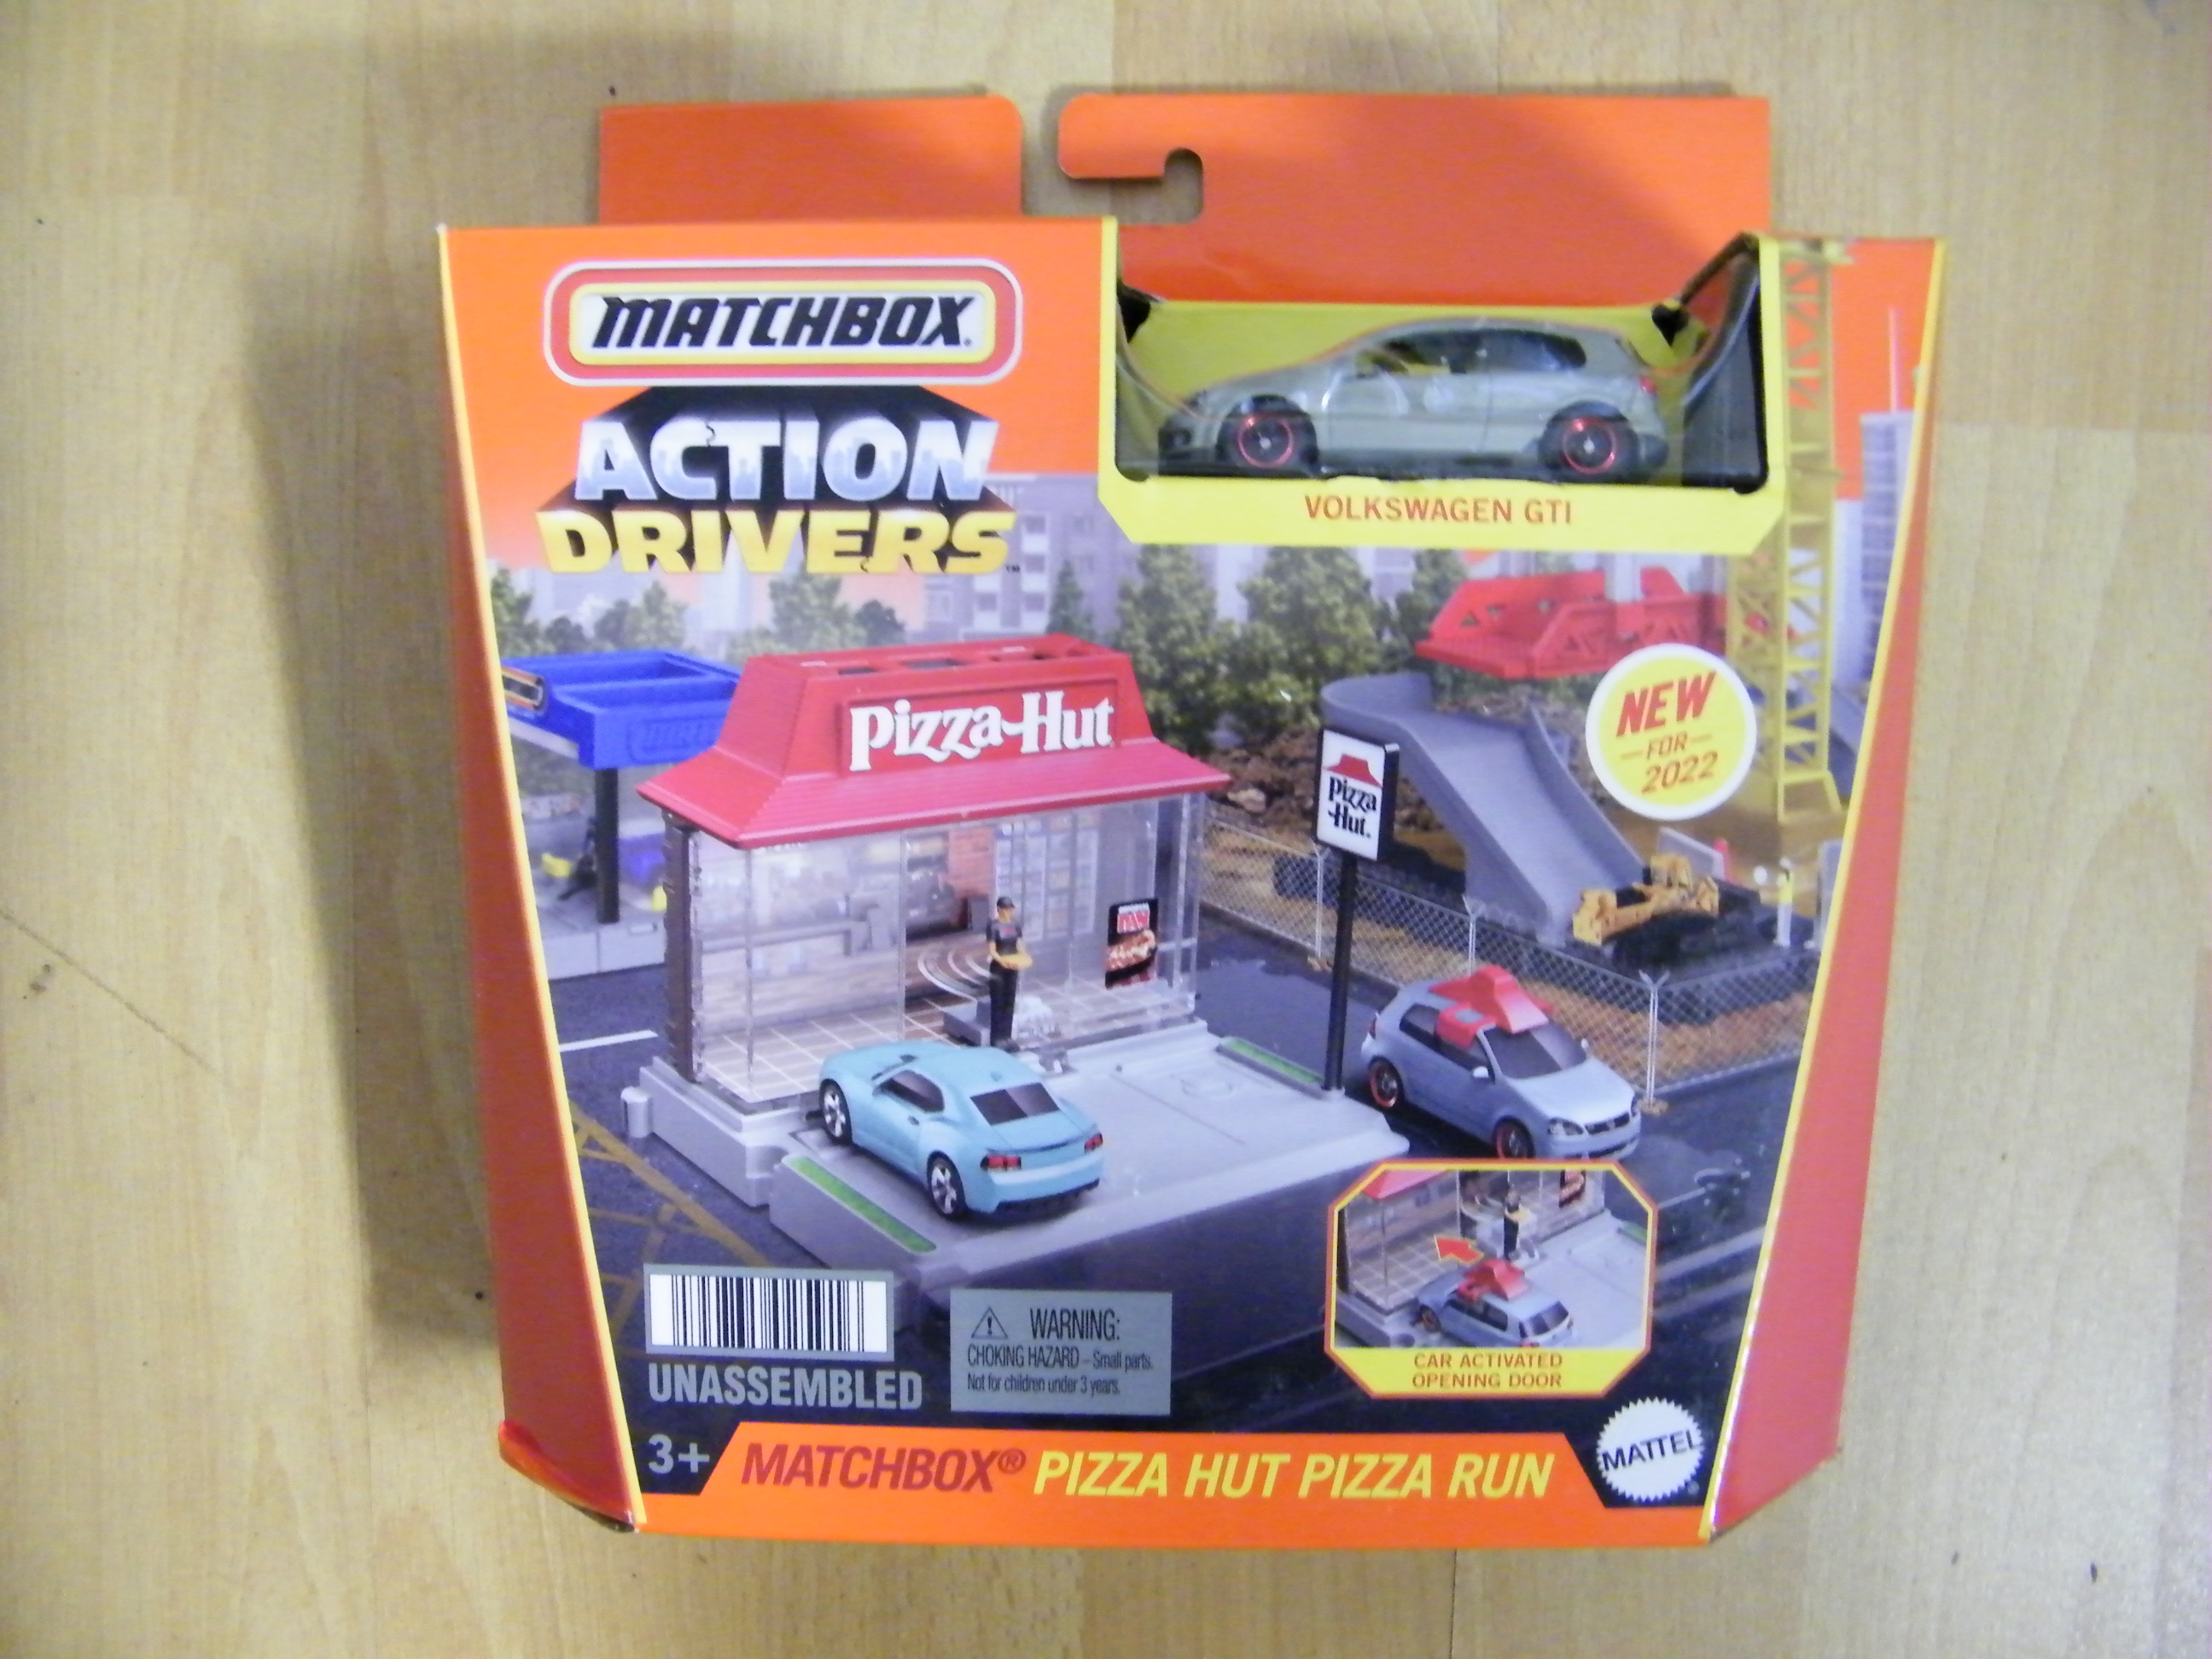 MATCHBOX
ACTION
DRIVERS™
VOLKSWAGEN GTI
Pizza Hut
NEW
FOR
2022
Pizza
Hut
WARNING:
CHOKING HAZARD – Small parts.
Not for children under 3 years.
UNASSEMBLED
CAR ACTIVATED
OPENING DOOR
3+ MATCHBOX® PIZZA HUT PIZZA RUN
MATTEL